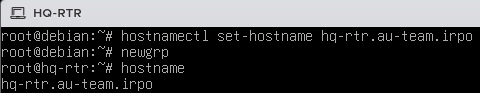 HQ-RTR
root@debian:~# hostnamectl set-hostname hq-rtr.au-team.irpo
root@debian:~# newgrp
root@hq-rtr:~# hostname
hq-rtr.au-team.irpo